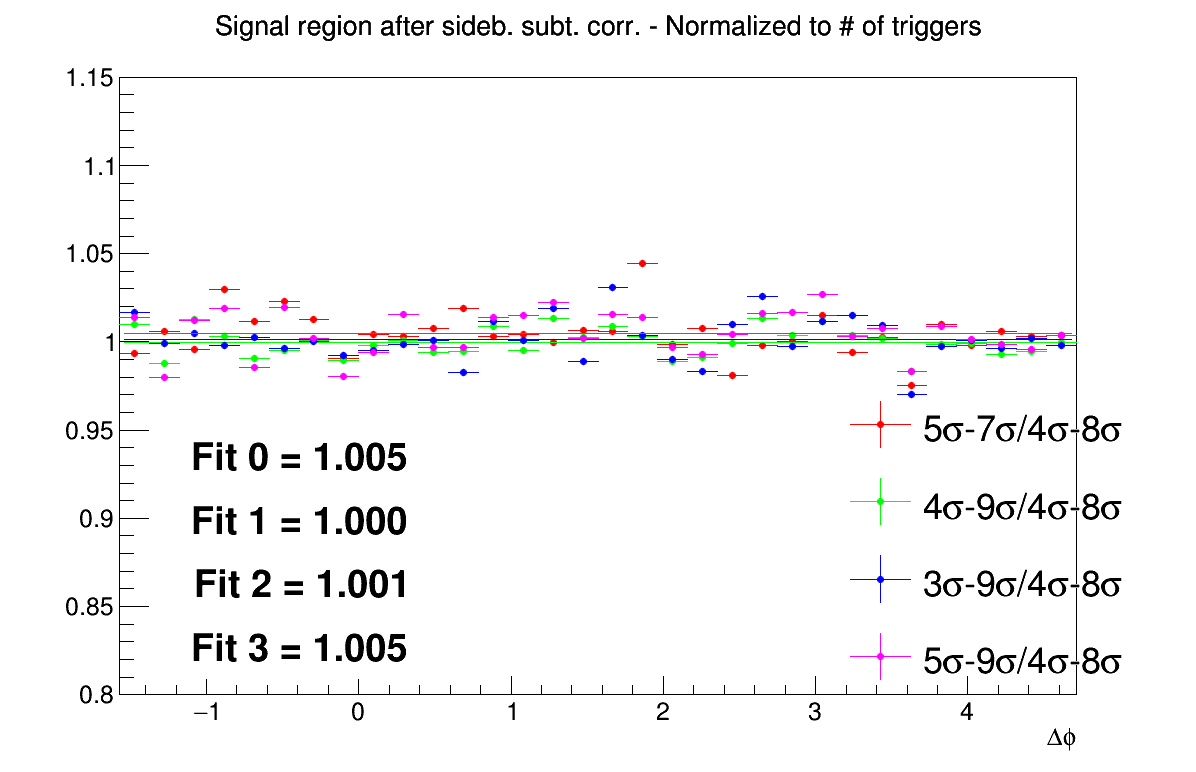 Signal region after sideb. subt. corr. - Normalized to # of triggers
1.15
1.1
1.05
1
0.95
0.9
0.85
0.8
Fit 0 = 1.005
Fit 1 = 1.000
Fit 2 = 1.001
Fit 3 = 1.005
5σ-7σ/4σ-8σ
4σ-9σ/4σ-8σ
3σ-9σ/4σ-8σ
5σ-9σ/4σ-8σ
−1 0 1 2 3 4
Δϕ